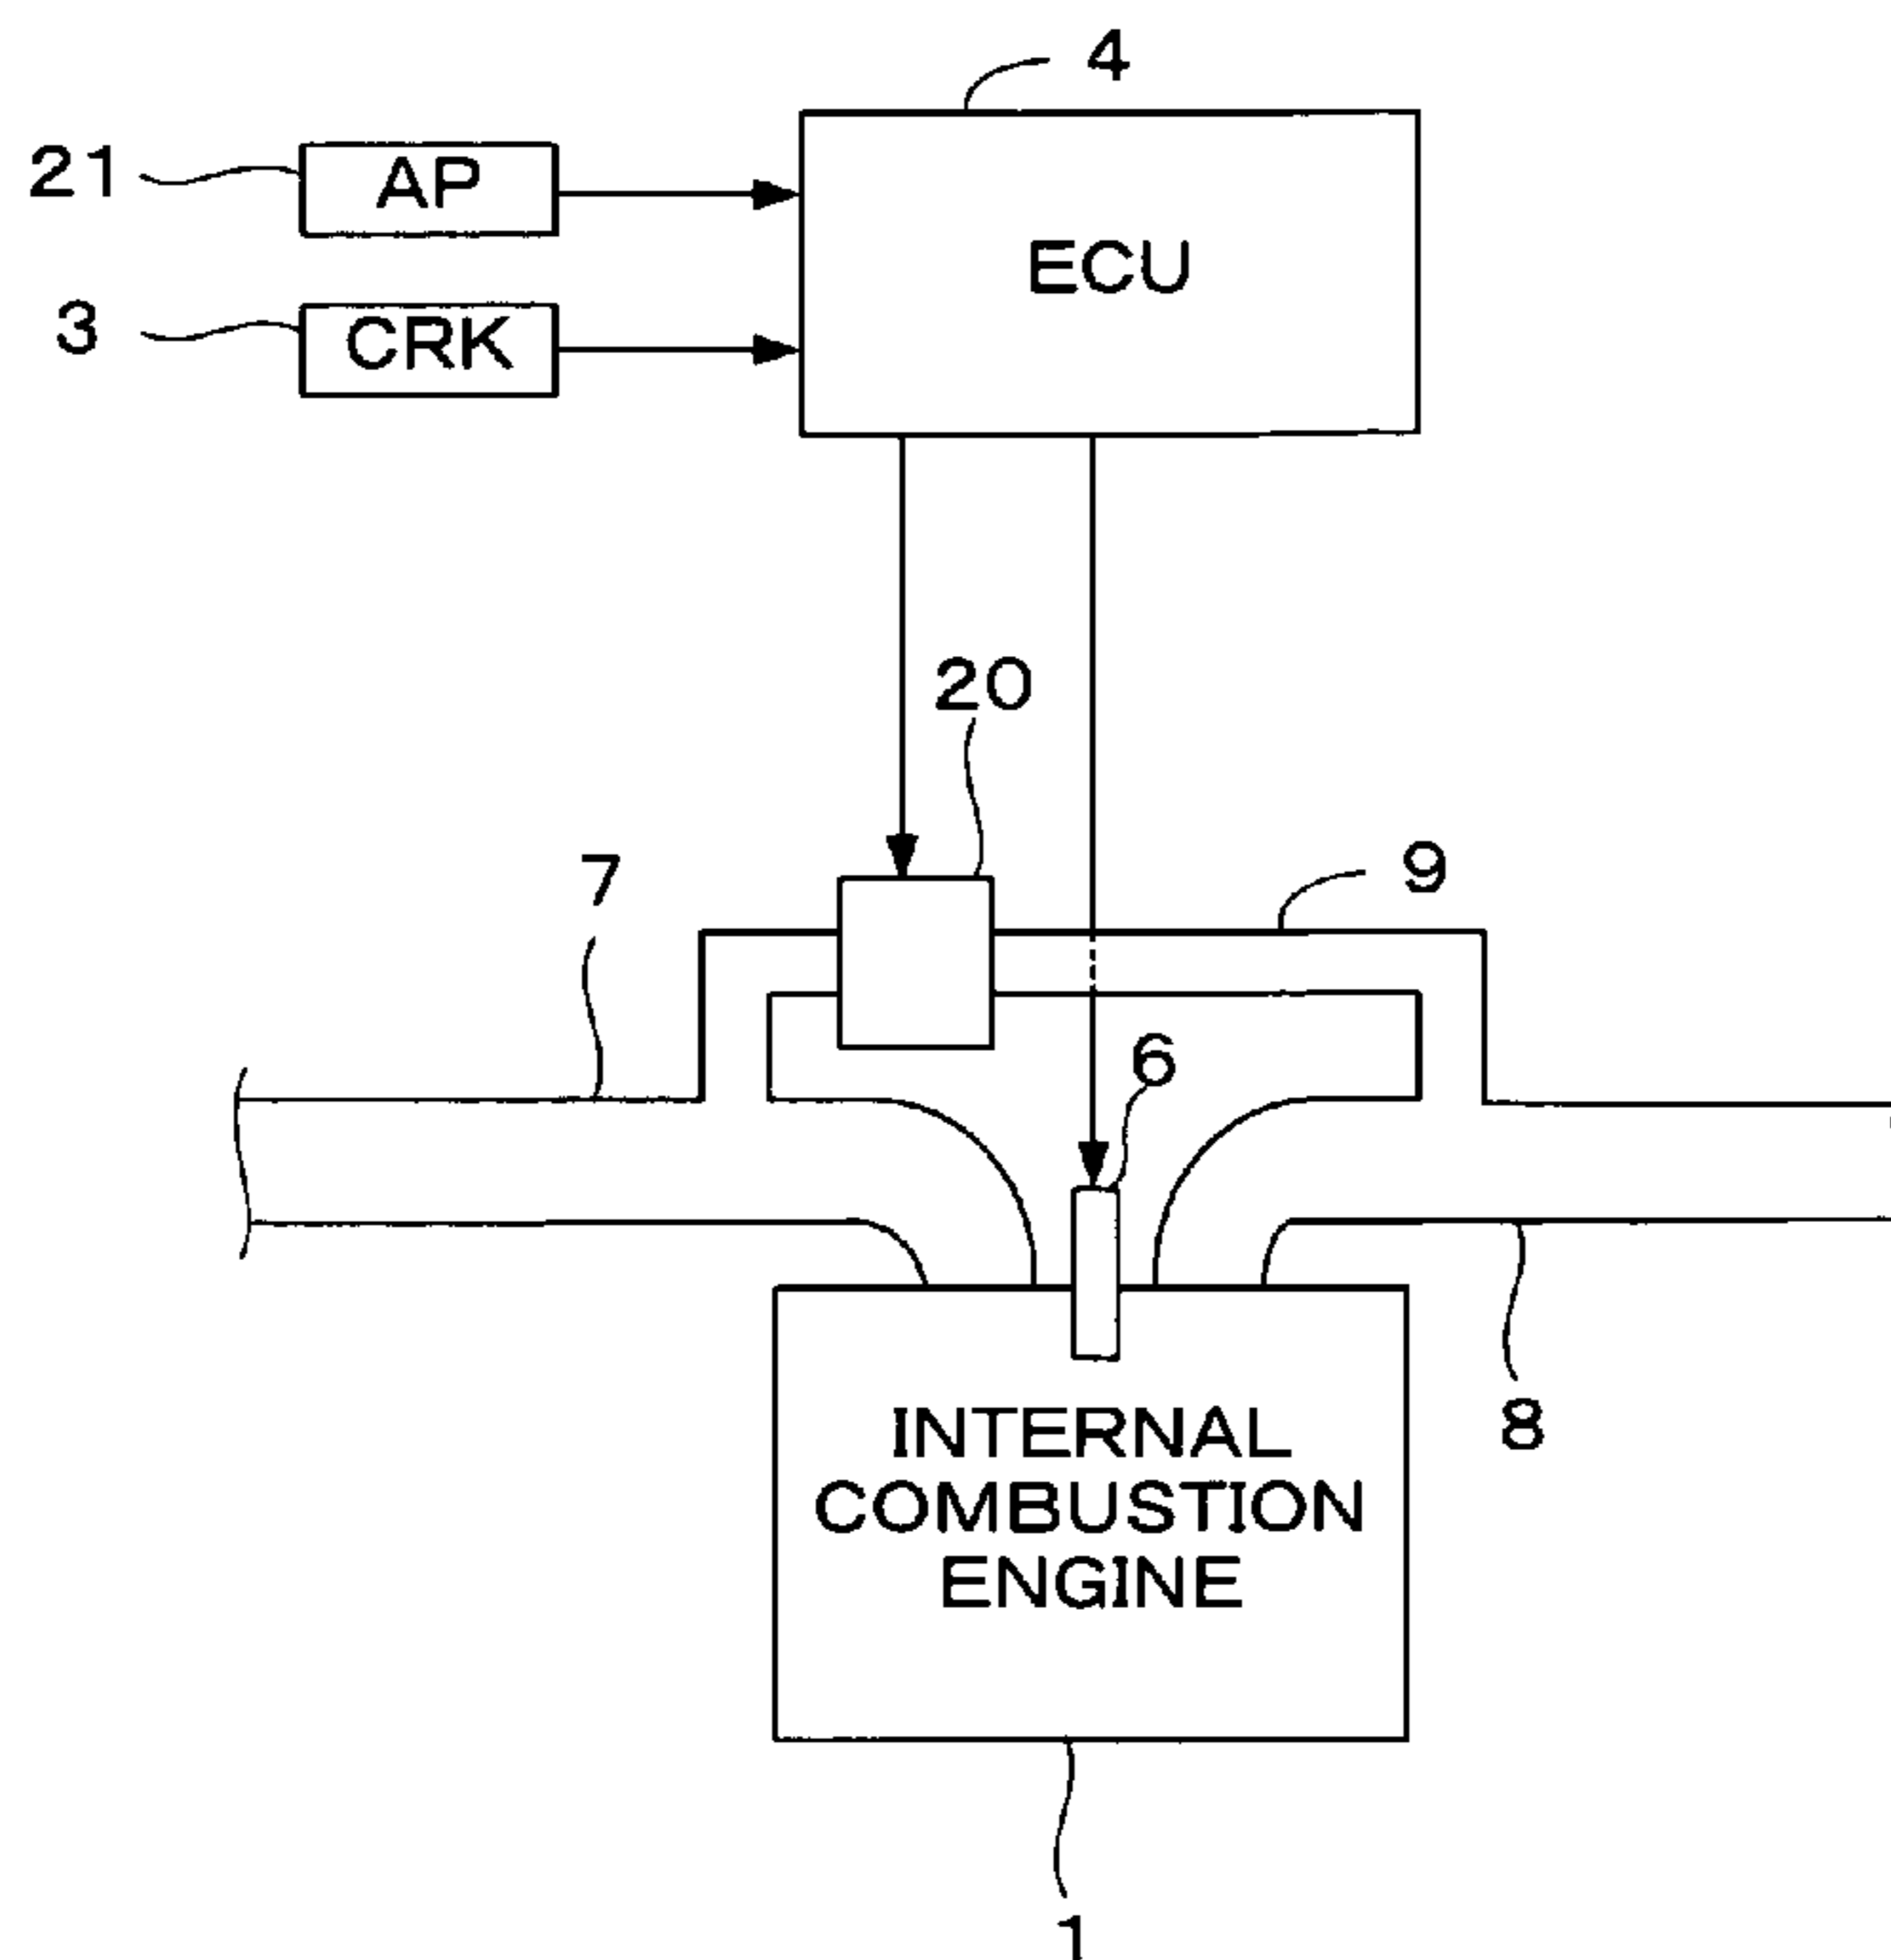 4
21
AP
ECU
3
CRK
20
7
9
6
8
INTERNAL
COMBUSTION
ENGINE
1